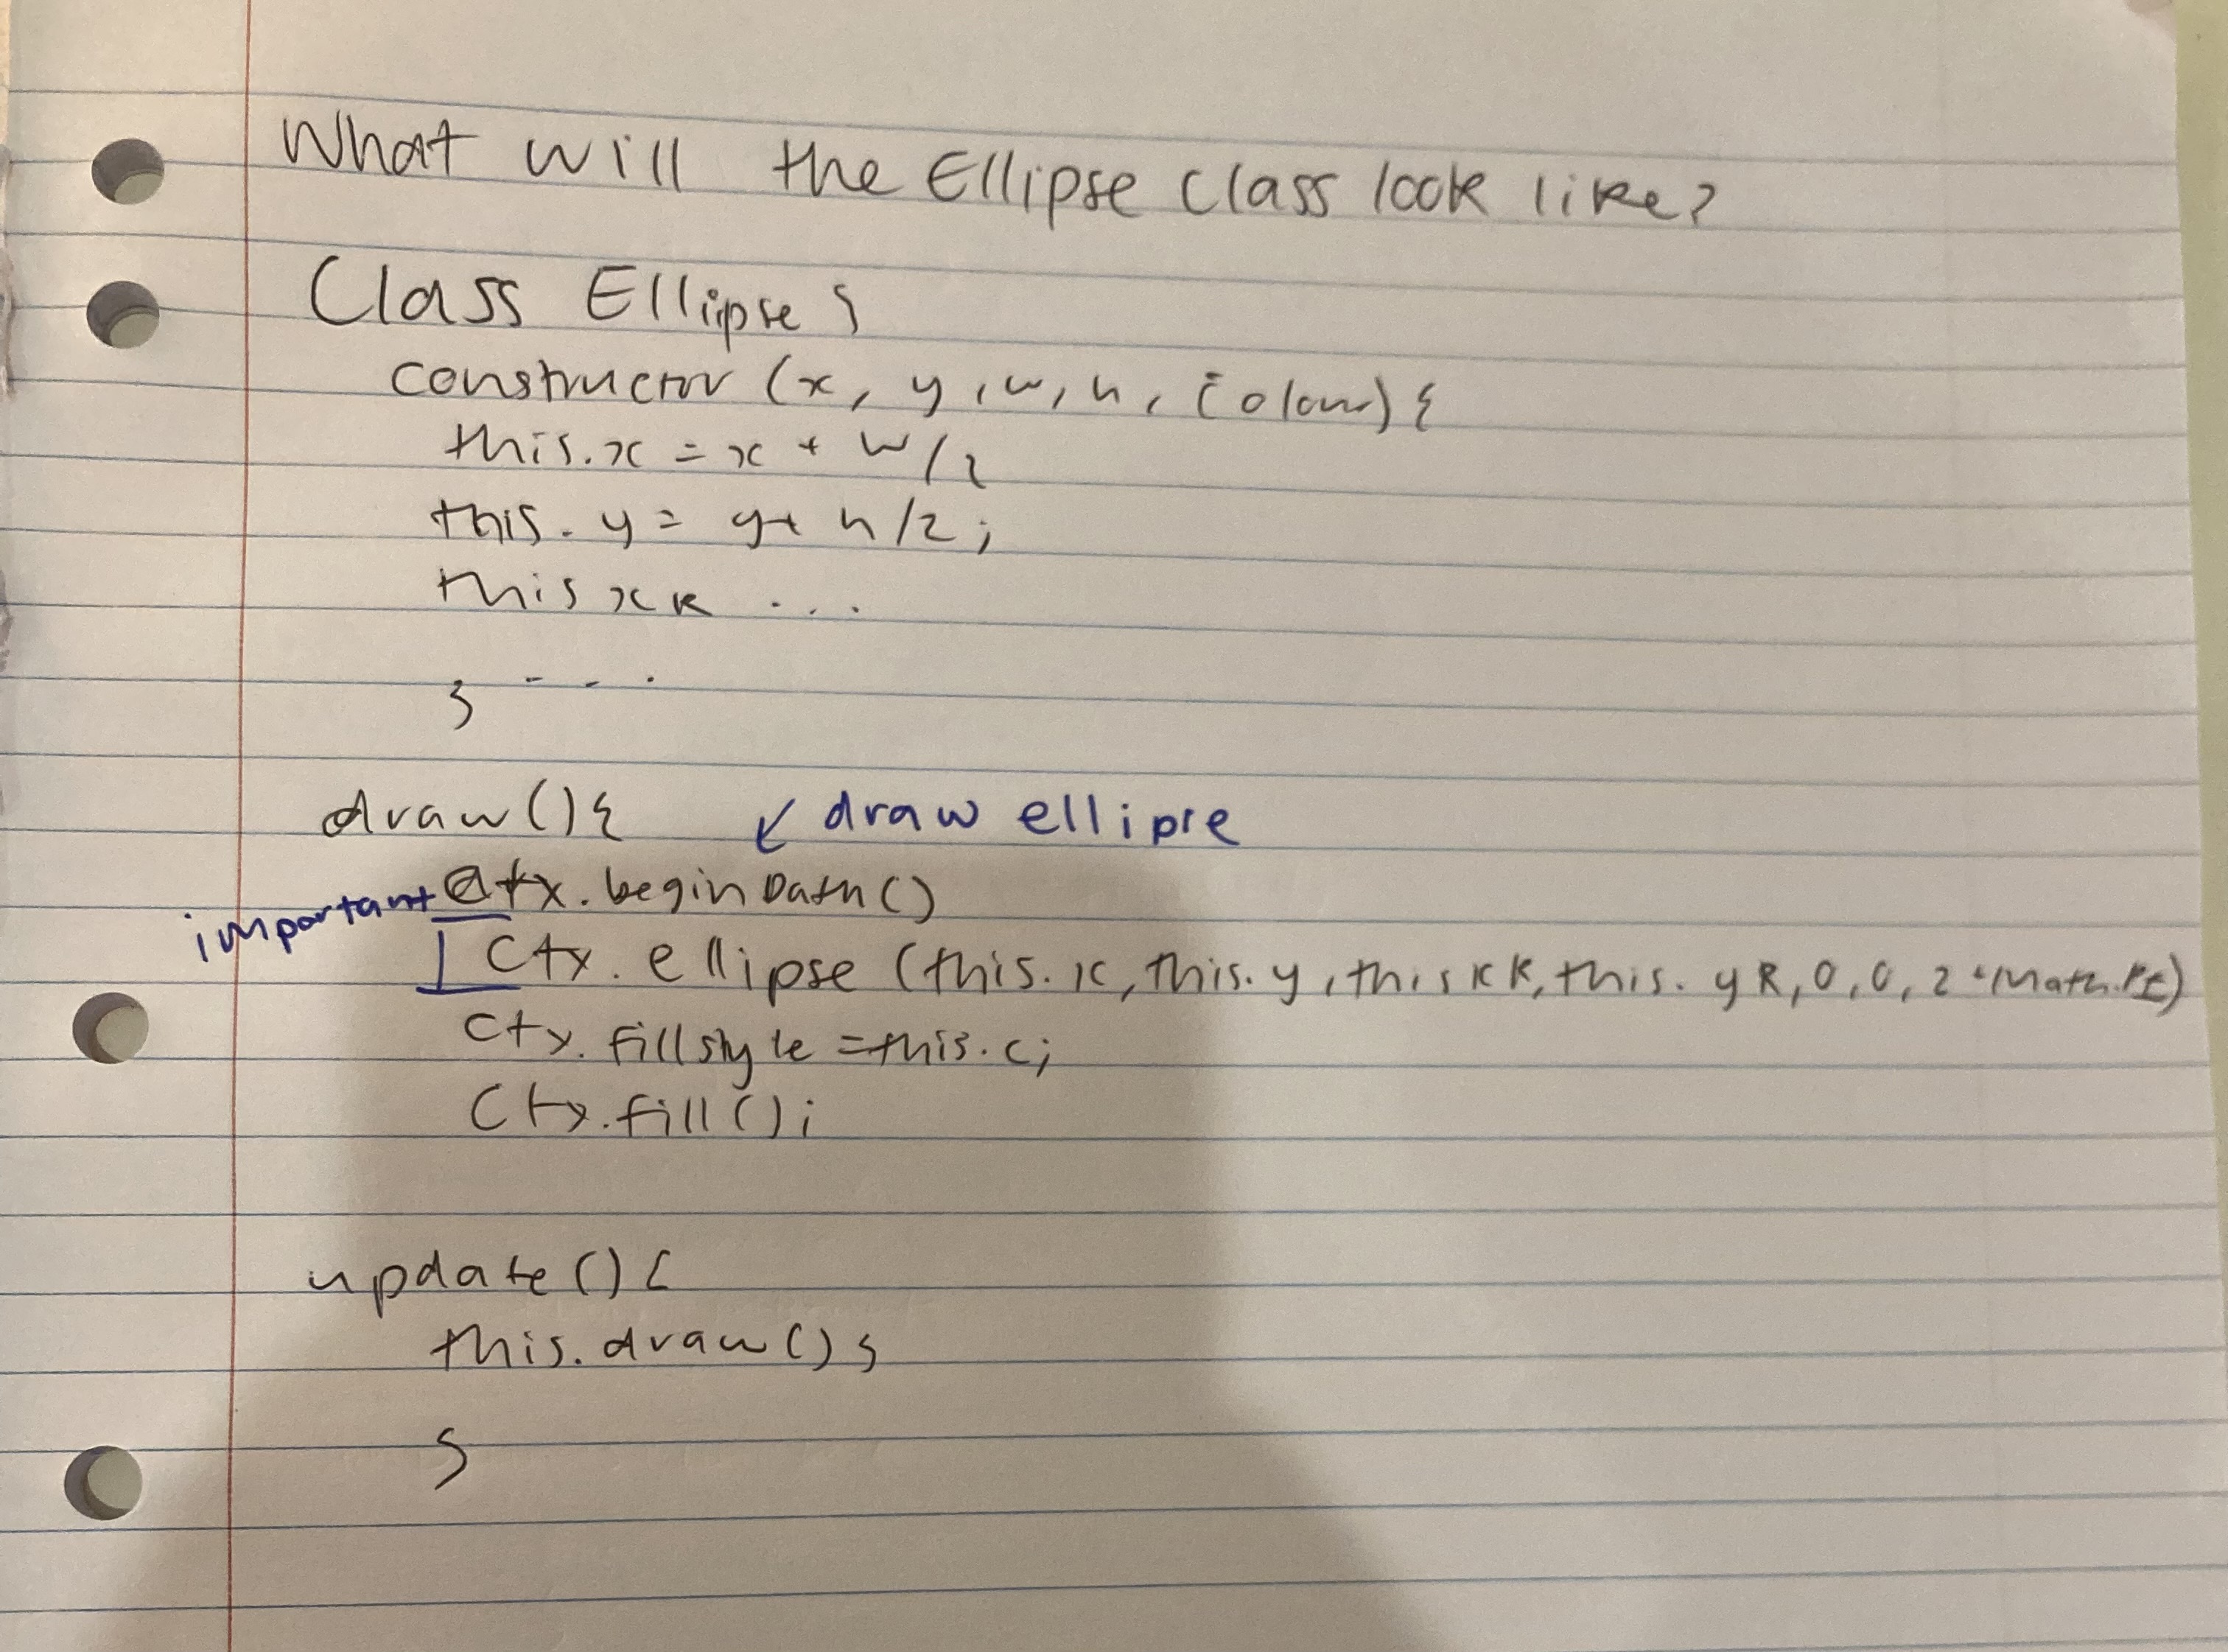 What will the Ellipse class look like?
Class Ellipse {
constructor (x, y, w, h, colour) {
this.x = x + w/2
this.y = y + h/2;
this xR ...
} ....
draw(){ ↙ draw ellipse
important ctx.beginPath()
ctx.ellipse (this.x, this.y, this xR, this.yR, 0, 0, 2*Math.PI)
ctx.fillstyle = this.c;
ctx.fill();
update(){
this.draw();
}